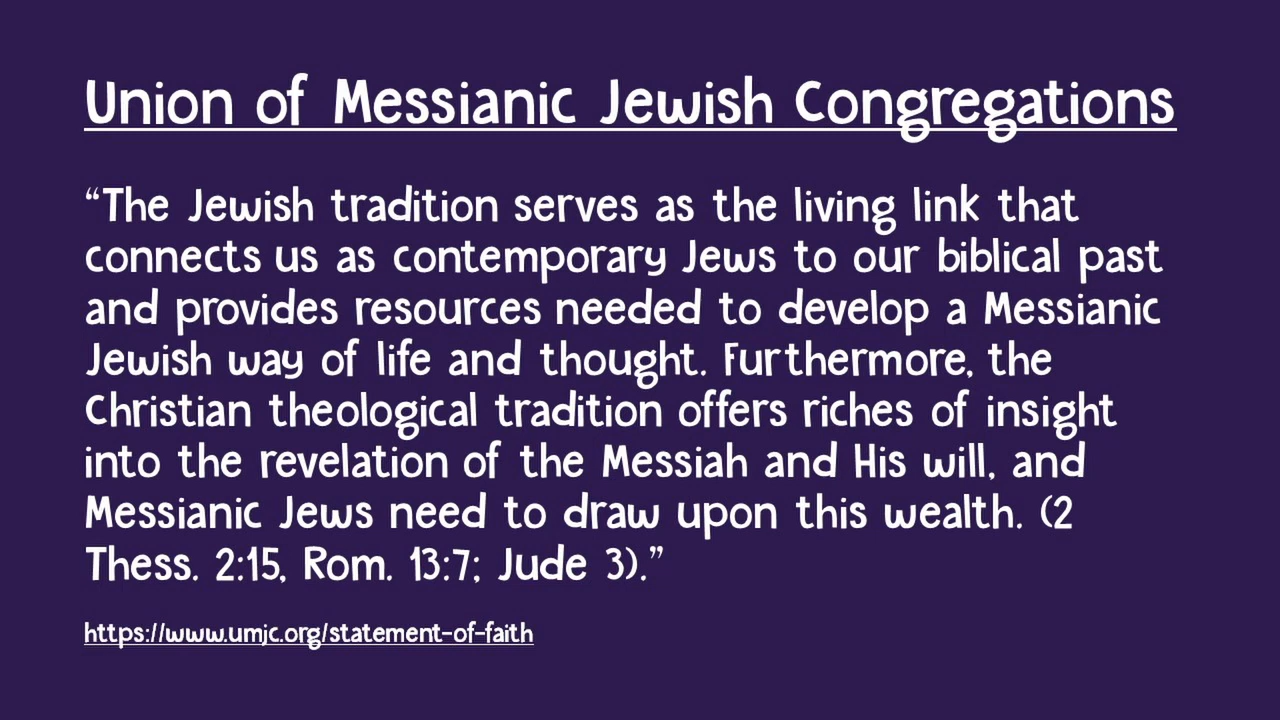 Union of Messianic Jewish Congregations
“The Jewish tradition serves as the living link that
connects us as contemporary Jews to our biblical past
and provides resources needed to develop a Messianic
Jewish way of life and thought. Furthermore, the
Christian theological tradition offers riches of insight
into the revelation of the Messiah and His will, and
Messianic Jews need to draw upon this wealth. (2
Thess. 2:15, Rom. 13:7; Jude 3).”
https://www.umjc.org/statement-of-faith